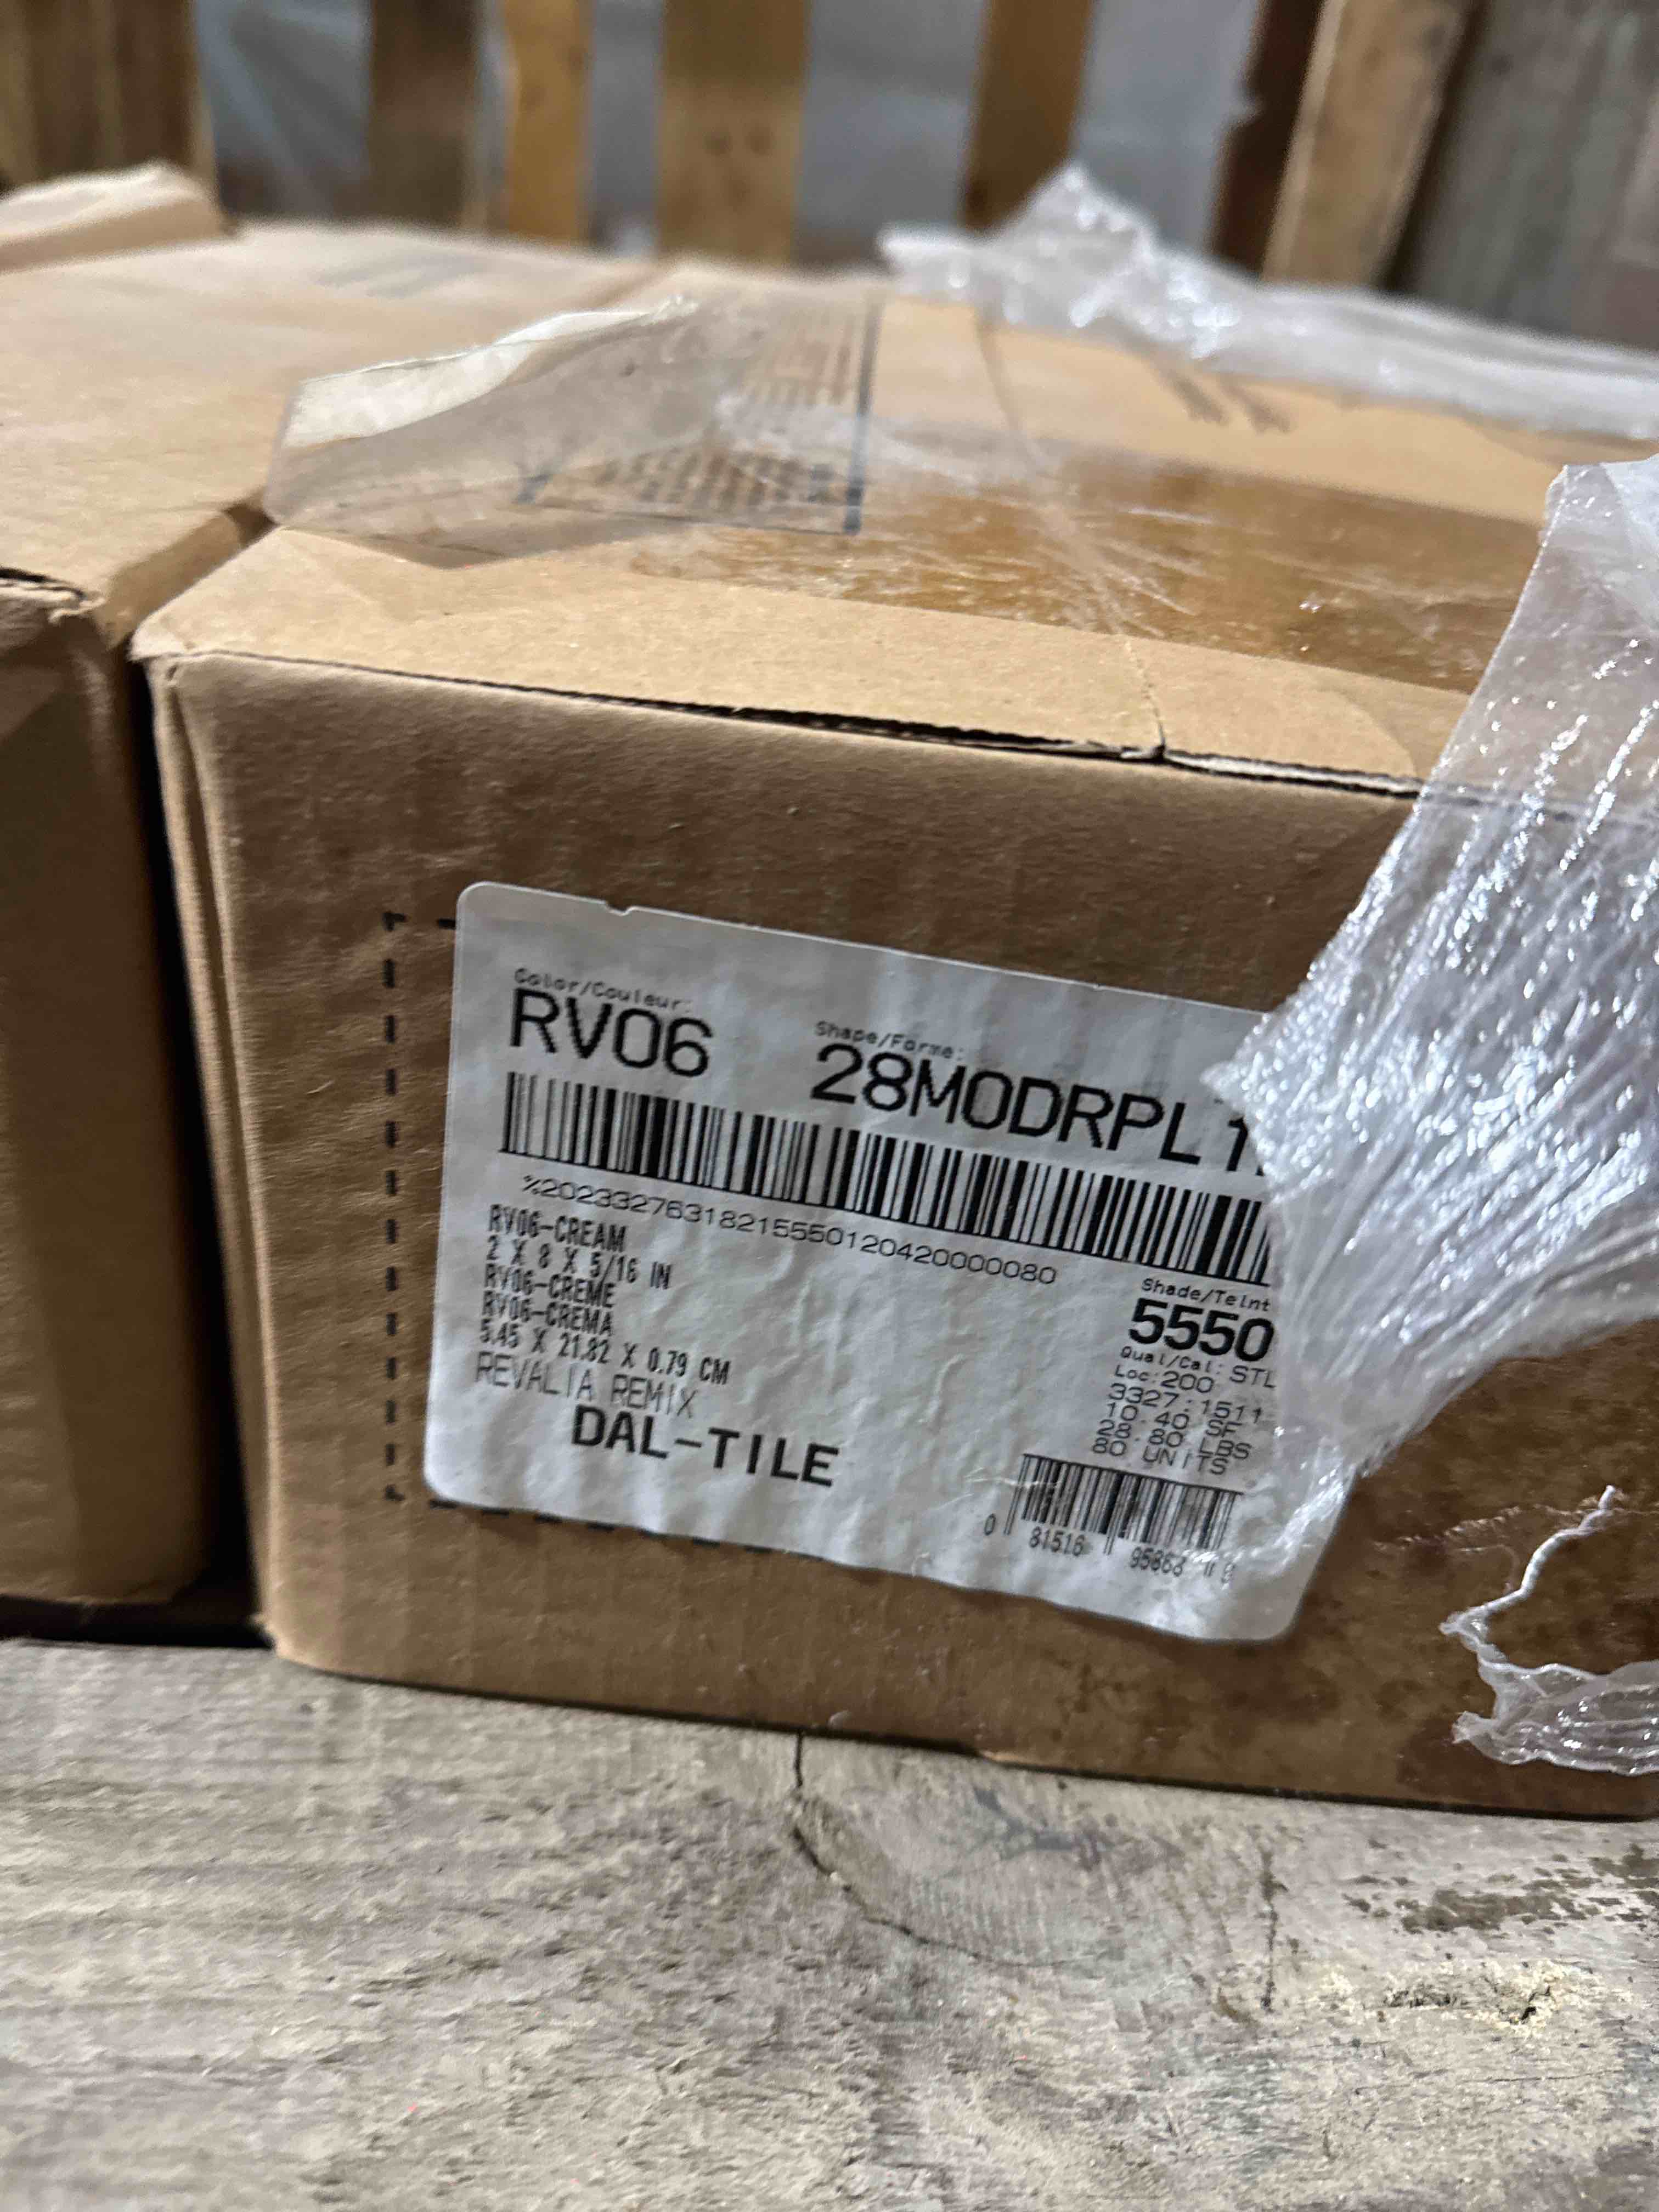 Color/Couleur:
RV06
Shape/Forme:
28MODRPL1
%2023327631821555012042000080
RV06-CREAM
2 X 8 X 5/16 IN
RV06-CREME
RV06-CREMA
5.45 X 21.82 X 0.79 CM
REVALIA REMIX
DAL-TILE
Shade/Teint
5550
Qual/Cal: STL
Loc: 200
3327:1511
10.40 SF
28.80 LBS
80 UNITS
0 81516